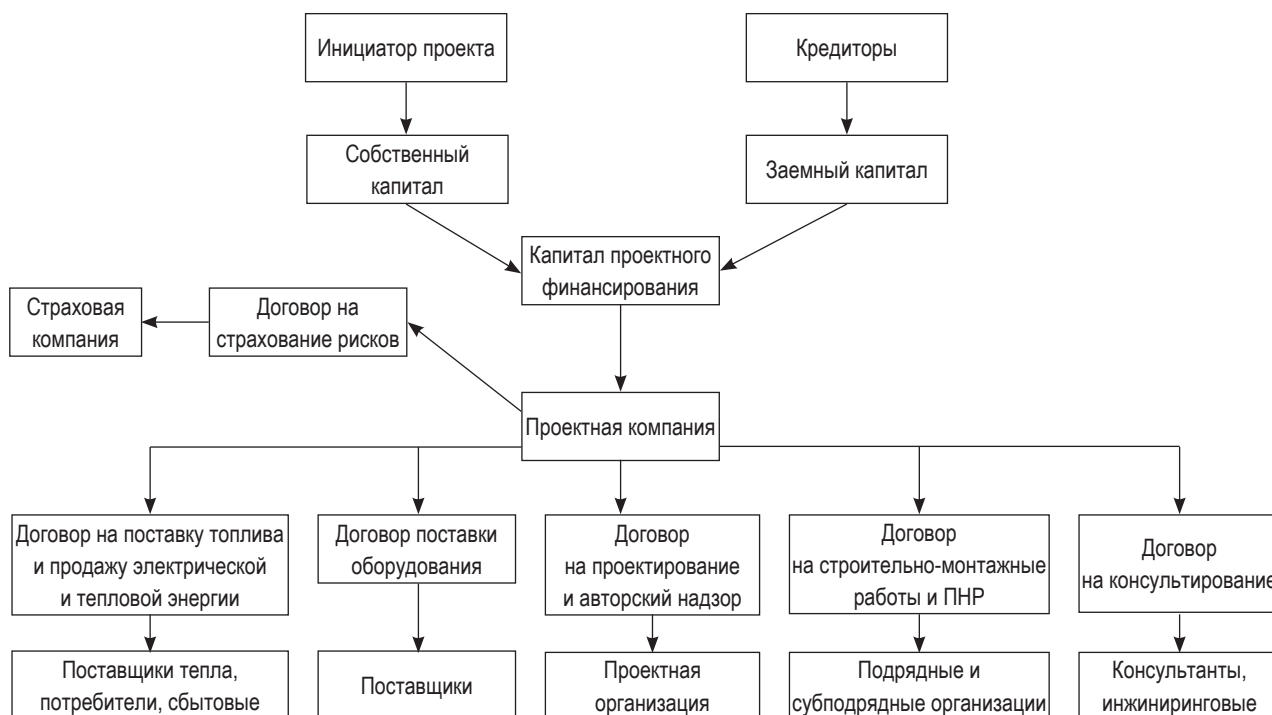 Инициатор проекта
Кредиторы
Собственный
капитал
Заемный капитал
Капитал проектного
финансирования
Страховая
компания
Договор на
страхование рисков
Проектная компания
Договор на поставку топлива
и продажу электрической
и тепловой энергии
Договор поставки
оборудования
Договор
на проектирование
и авторский надзор
Договор
на строительно-монтажные
работы и ПНР
Договор
на консультирование
Поставщики тепла,
потребители, сбытовые
Поставщики
Проектная
организация
Подрядные и
субподрядные организации
Консультанты,
инжиниринговые